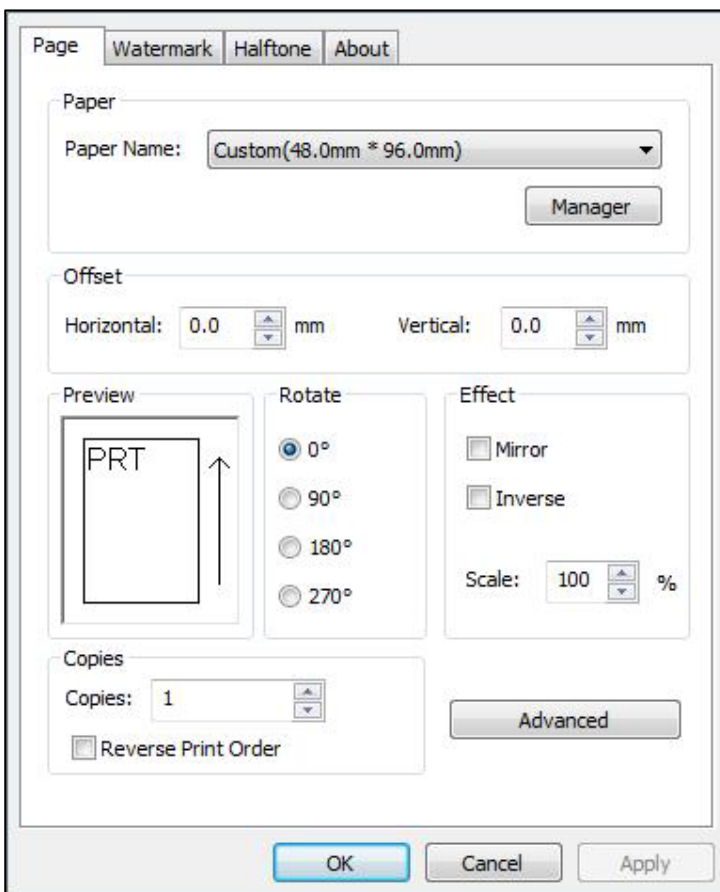 Page Watermark Halftone About
Paper
Paper Name: Custom(48.0mm * 96.0mm)
Manager
Offset
Horizontal: 0.0 mm Vertical: 0.0 mm
Preview
PRT
Rotate
0°
90°
180°
270°
Effect
Mirror
Inverse
Scale: 100 %
Copies
Copies: 1
Reverse Print Order
Advanced
OK Cancel Apply